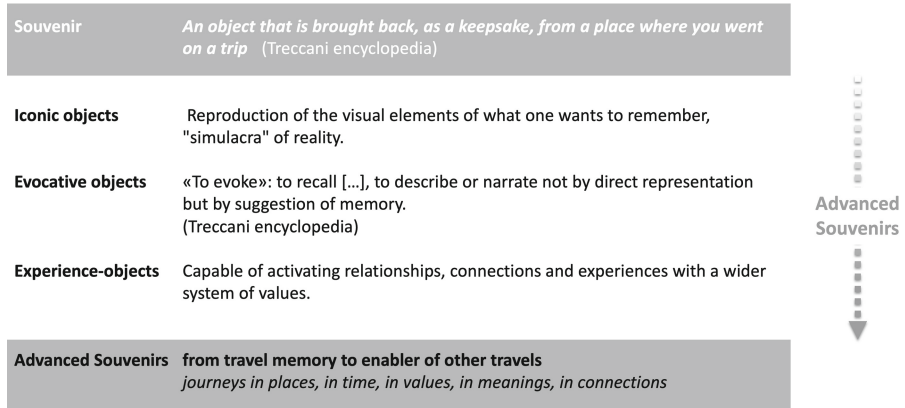 Souvenir An object that is brought back, as a keepsake, from a place where you went
on a trip (Treccani encyclopedia)
Iconic objects Reproduction of the visual elements of what one wants to remember,
"simulacra" of reality.
Evocative objects «To evoke»: to recall […], to describe or narrate not by direct representation
but by suggestion of memory.
(Treccani encyclopedia)
Experience-objects Capable of activating relationships, connections and experiences with a wider
system of values.
Advanced Souvenirs from travel memory to enabler of other travels
journeys in places, in time, in values, in meanings, in connections
Advanced
Souvenirs